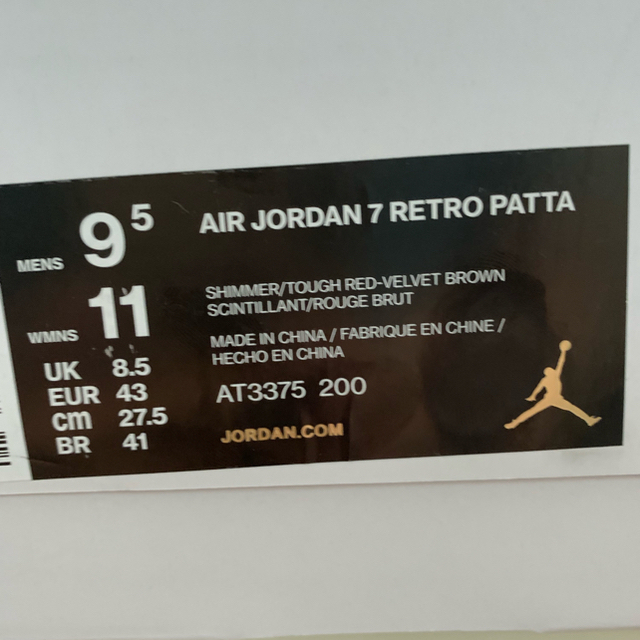 MENS 9 5
WMNS 11
UK 8.5
EUR 43
cm 27.5
BR 41
AIR JORDAN 7 RETRO PATTA
SHIMMER/TOUGH RED-VELVET BROWN
SCINTILLANT/ROUGE BRUT
MADE IN CHINA / FABRIQUE EN CHINE /
HECHO EN CHINA
AT3375 200
JORDAN.COM